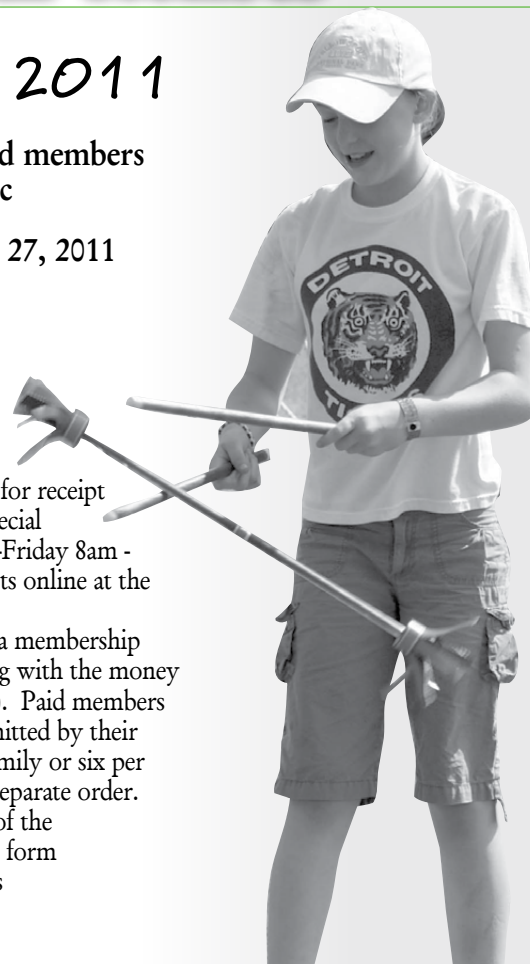 2011
d members
c
27, 2011
for receipt
ecial
-Friday 8am -
ts online at the
a membership
g with the money
). Paid members
nitted by their
mily or six per
eparate order.
of the
form
s
DETROIT